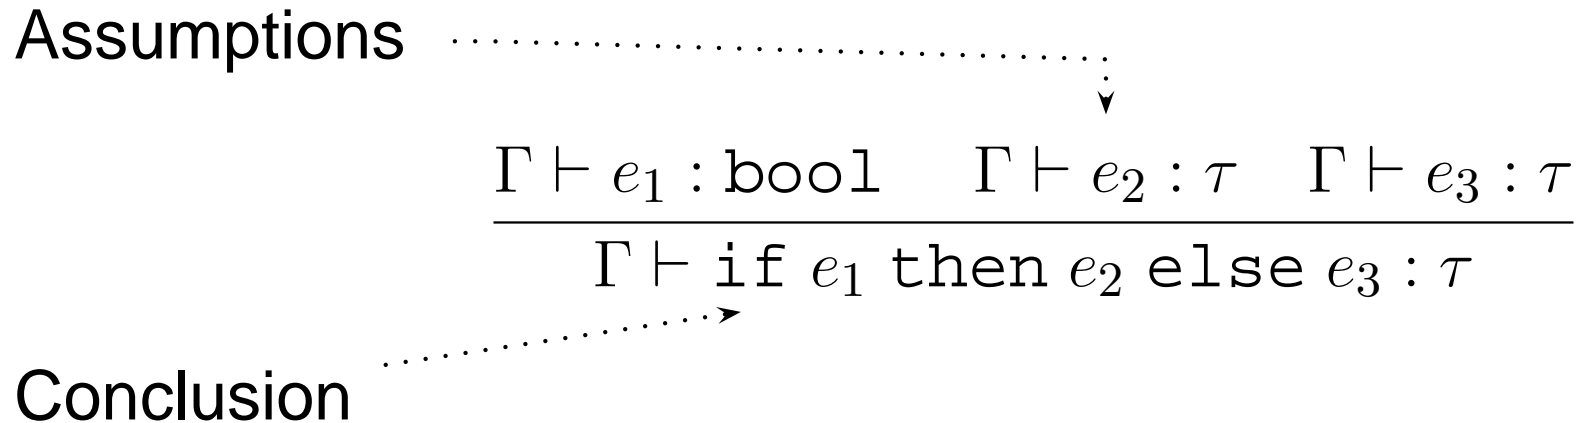 Assumptions
Γ ⊢ e₁ : bool Γ ⊢ e₂ : τ Γ ⊢ e₃ : τ
Γ ⊢ if e₁ then e₂ else e₃ : τ
Conclusion